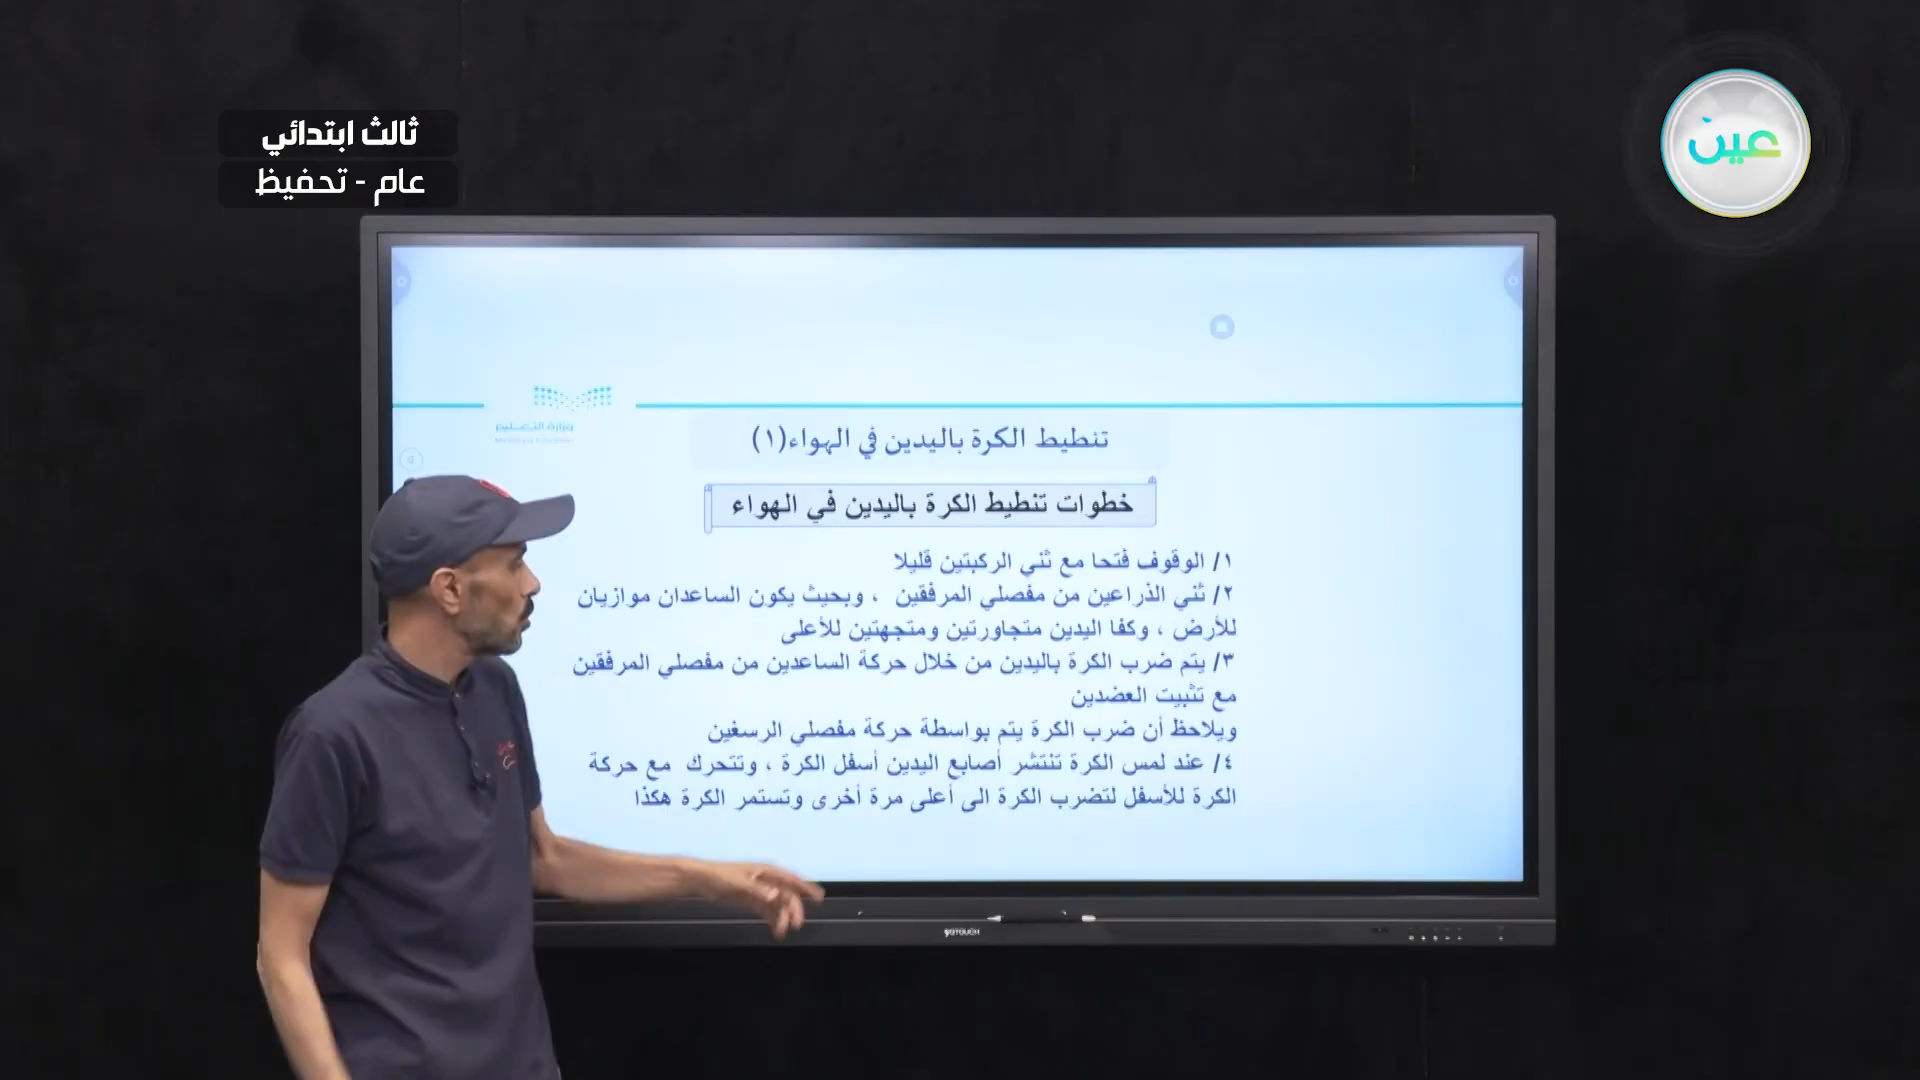 ثالث ابتدائي
عام - تحفيظ
عين
وزارة التعليم
تنطيط الكرة باليدين في الهواء(١)
خطوات تنطيط الكرة باليدين في الهواء
١/ الوقوف فتحا مع ثني الركبتين قليلا
٢/ ثني الذراعين من مفصلي المرفقين ، وبحيث يكون الساعدان موازيان
للأرض ، وكفا اليدين متجاورتين ومتجهتين للأعلى
٣/ يتم ضرب الكرة باليدين من خلال حركة الساعدين من مفصلي المرفقين
مع تثبيت العضدين
ويلاحظ أن ضرب الكرة يتم بواسطة حركة مفصلي الرسغين
٤/ عند لمس الكرة تنتشر أصابع اليدين أسفل الكرة ، وتتحرك مع حركة
الكرة للأسفل لتضرب الكرة الى أعلى مرة أخرى وتستمر الكرة هكذا